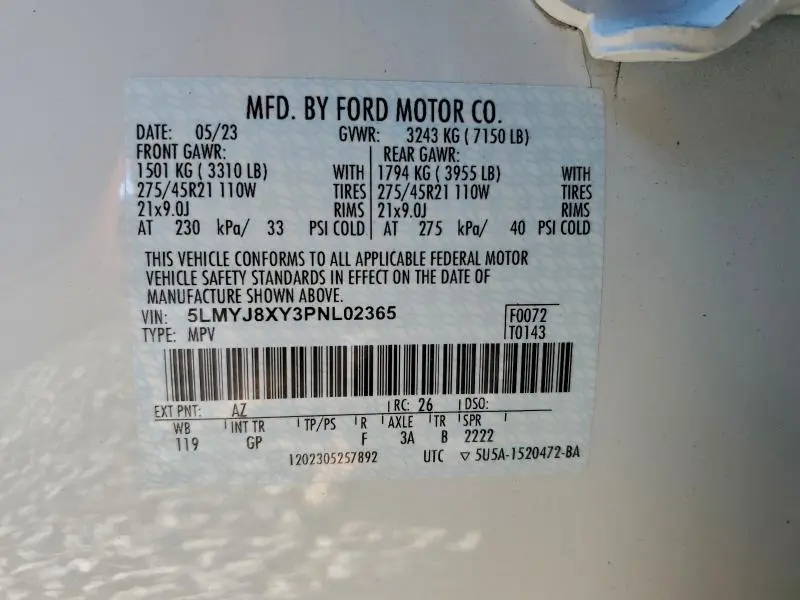 MFD. BY FORD MOTOR CO.
DATE: 05/23 GVWR: 3243 KG ( 7150 LB)
FRONT GAWR: REAR GAWR:
1501 KG ( 3310 LB) WITH 1794 KG ( 3955 LB) WITH
275/45R21 110W TIRES 275/45R21 110W TIRES
21x9.0J RIMS 21x9.0J RIMS
AT 230 kPa/ 33 PSI COLD AT 275 kPa/ 40 PSI COLD
THIS VEHICLE CONFORMS TO ALL APPLICABLE FEDERAL MOTOR
VEHICLE SAFETY STANDARDS IN EFFECT ON THE DATE OF
MANUFACTURE SHOWN ABOVE.
VIN: 5LMYJ8XY3PNL02365 F0072
TYPE: MPV T0143
EXT PNT: AZ RC: 26 DSO:
WB INT TR TP/PS R AXLE TR SPR
119 GP F 3A B 2222
1202305257892 UTC ▽ 5U5A-1520472-BA